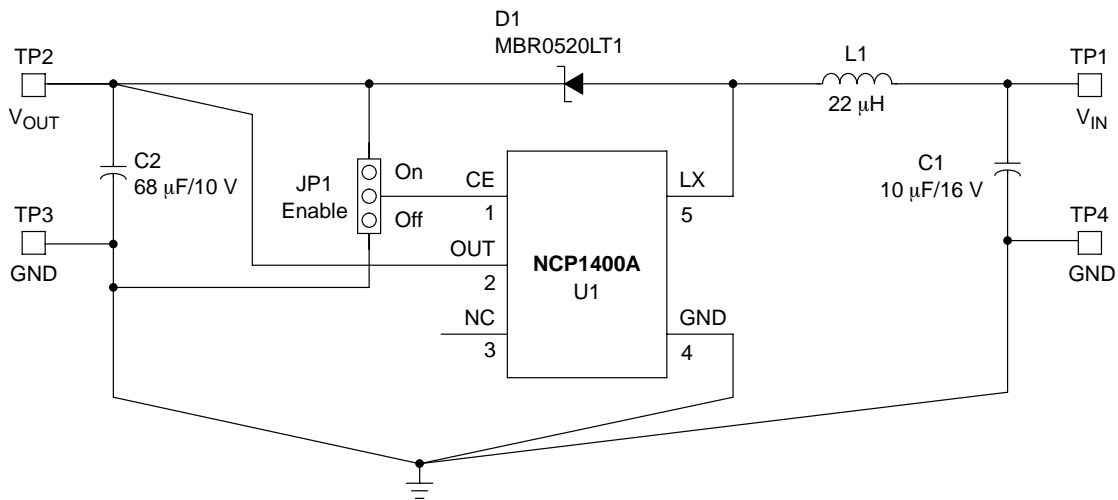 D1
MBR0520LT1
TP2
L1
TP1
VOUT
22 μH
VIN
C2
68 μF/10 V
JP1
Enable
On
Off
CE
1
LX
5
C1
10 μF/16 V
TP3
GND
OUT
2
NCP1400A
U1
TP4
GND
NC
3
GND
4